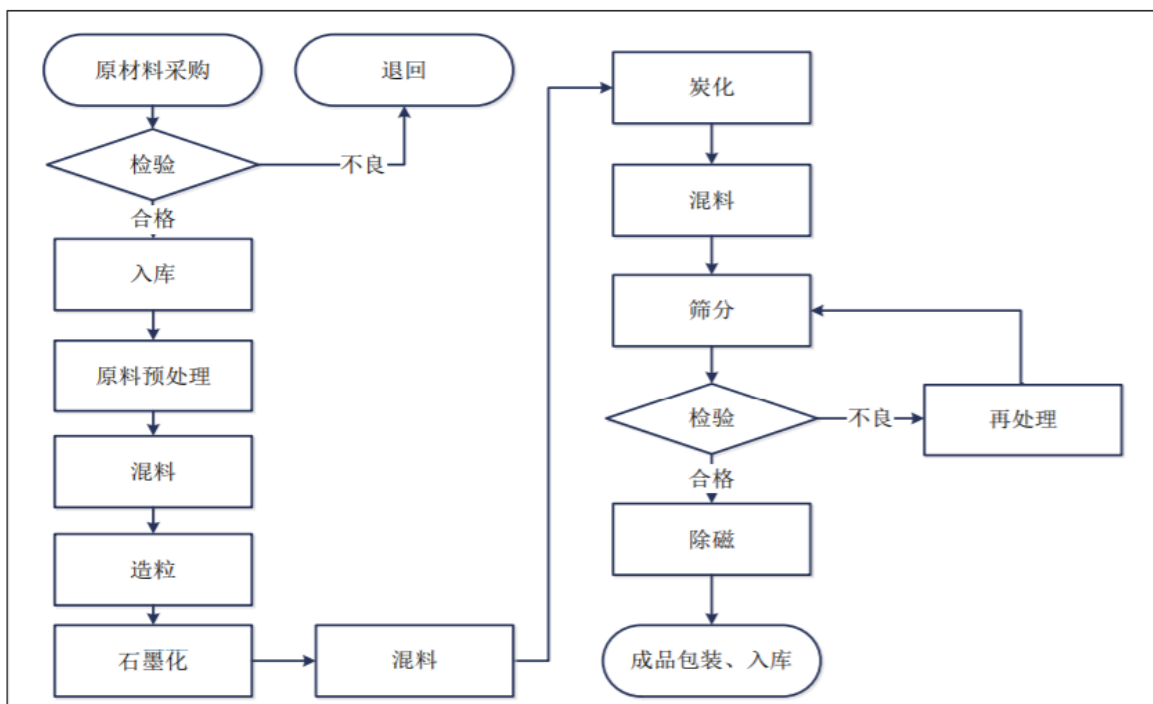 原材料采购
退回
检验
不良
合格
入库
原料预处理
混料
造粒
石墨化
混料
炭化
混料
筛分
检验
不良
再处理
合格
除磁
成品包装、入库